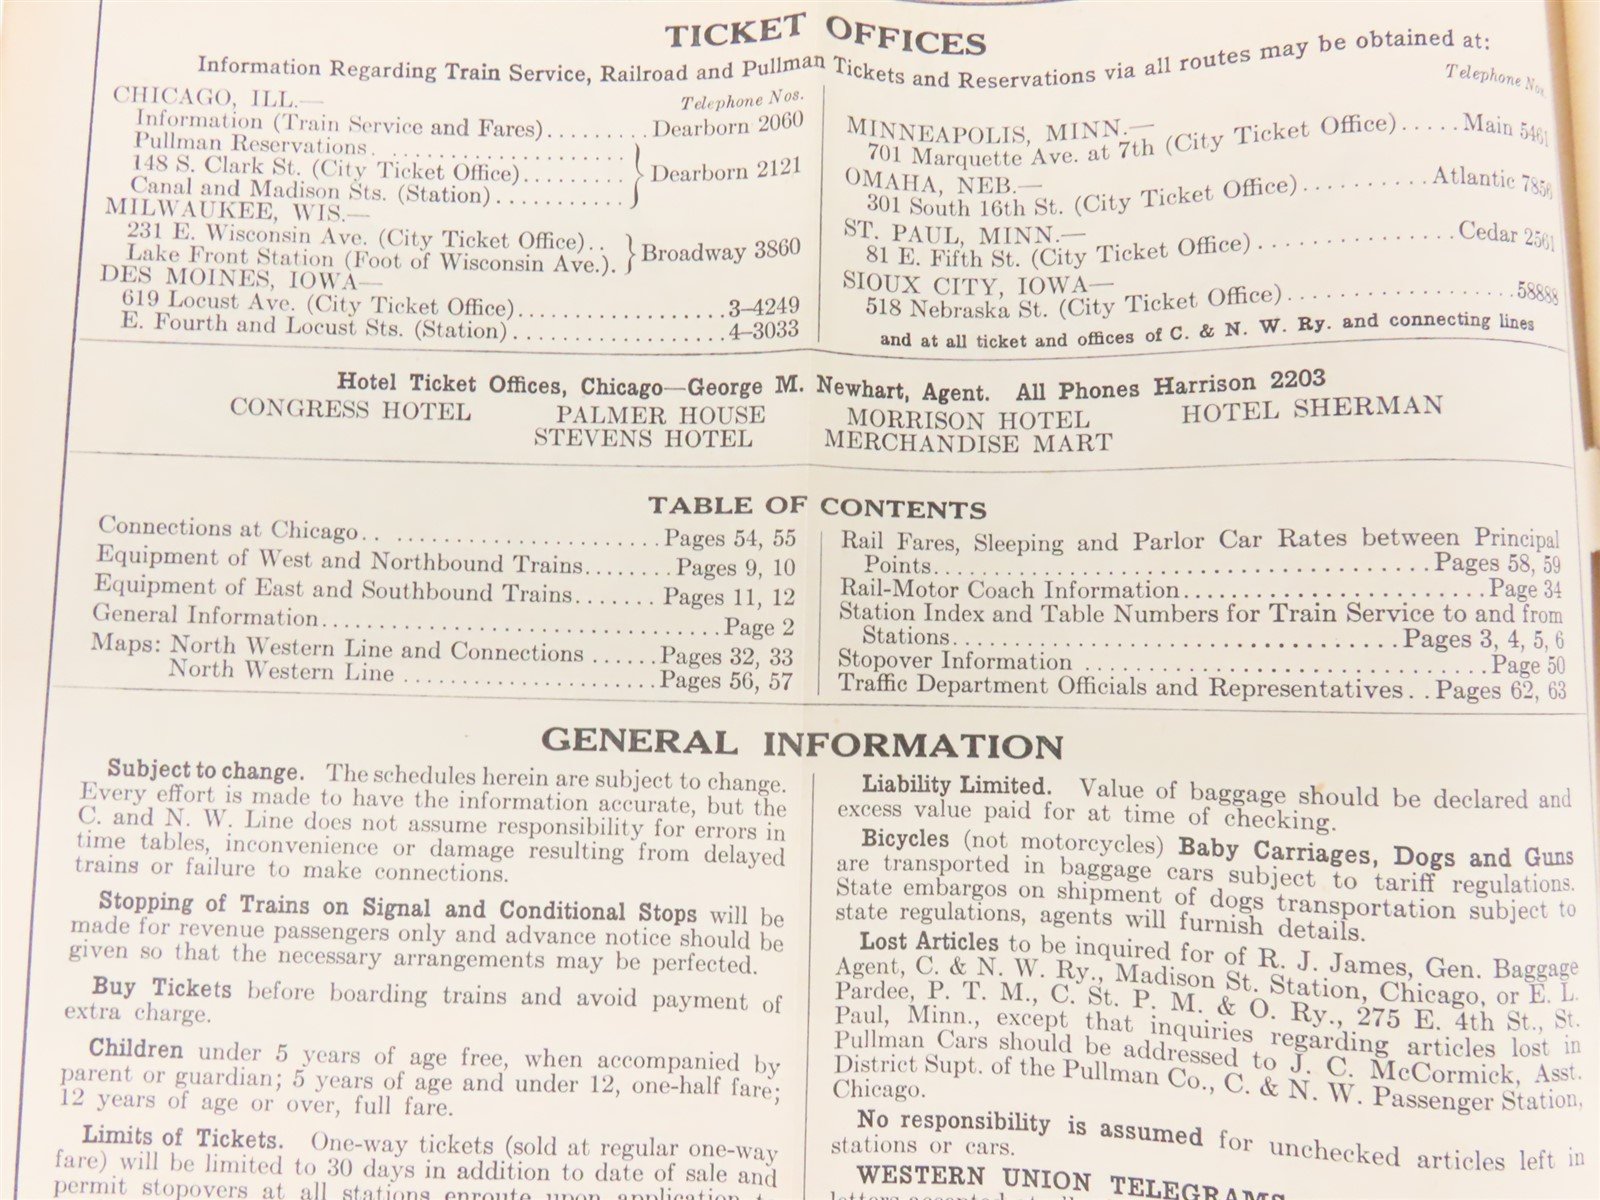 TICKET OFFICES
Information Regarding Train Service, Railroad and Pullman Tickets and Reservations via all routes may be obtained at:
Telephone Nos.
CHICAGO, ILL.—
Information (Train Service and Fares)......... Dearborn 2060
Pullman Reservations. .....................
148 S. Clark St. (City Ticket Office)......... Dearborn 2121
Canal and Madison Sts. (Station)...........
MILWAUKEE, WIS.—
231 E. Wisconsin Ave. (City Ticket Office).. Broadway 3860
Lake Front Station (Foot of Wisconsin Ave.).
DES MOINES, IOWA—
619 Locust Ave. (City Ticket Office)...................3-4249
E. Fourth and Locust Sts. (Station)...................4-3033
Telephone Nos.
MINNEAPOLIS, MINN.—
701 Marquette Ave. at 7th (City Ticket Office).....Main 5461
OMAHA, NEB.—
301 South 16th St. (City Ticket Office)..........Atlantic 7856
ST. PAUL, MINN.—
81 E. Fifth St. (City Ticket Office)................Cedar 2561
SIOUX CITY, IOWA—
518 Nebraska St. (City Ticket Office)..................58888
and at all ticket and offices of C. & N. W. Ry. and connecting lines
Hotel Ticket Offices, Chicago—George M. Newhart, Agent. All Phones Harrison 2203
CONGRESS HOTEL PALMER HOUSE MORRISON HOTEL HOTEL SHERMAN
STEVENS HOTEL MERCHANDISE MART
TABLE OF CONTENTS
Connections at Chicago.. ........................Pages 54, 55
Equipment of West and Northbound Trains........Pages 9, 10
Equipment of East and Southbound Trains....... Pages 11, 12
General Information.................................Page 2
Maps: North Western Line and Connections ......Pages 32, 33
North Western Line .......................Pages 56, 57
Rail Fares, Sleeping and Parlor Car Rates between Principal
Points........................................Pages 58, 59
Rail-Motor Coach Information........................Page 34
Station Index and Table Numbers for Train Service to and from
Stations....................................Pages 3, 4, 5, 6
Stopover Information ................................Page 50
Traffic Department Officials and Representatives..Pages 62, 63
GENERAL INFORMATION
Subject to change. The schedules herein are subject to change.
Every effort is made to have the information accurate, but the
C. and N. W. Line does not assume responsibility for errors in
time tables, inconvenience or damage resulting from delayed
trains or failure to make connections.
Stopping of Trains on Signal and Conditional Stops will be
made for revenue passengers only and advance notice should be
given so that the necessary arrangements may be perfected.
Buy Tickets before boarding trains and avoid payment of
extra charge.
Children under 5 years of age free, when accompanied by
parent or guardian; 5 years of age and under 12, one-half fare;
12 years of age or over, full fare.
Limits of Tickets. One-way tickets (sold at regular one-way
fare) will be limited to 30 days in addition to date of sale and
permit stopovers at all stations enroute upon application to
Liability Limited. Value of baggage should be declared and
excess value paid for at time of checking.
Bicycles (not motorcycles) Baby Carriages, Dogs and Guns
are transported in baggage cars subject to tariff regulations.
State embargos on shipment of dogs transportation subject to
state regulations, agents will furnish details.
Lost Articles to be inquired for of R. J. James, Gen. Baggage
Agent, C. & N. W. Ry., Madison St. Station, Chicago, or E. L.
Pardee, P. T. M., C. St. P. M. & O. Ry., 275 E. 4th St., St.
Paul, Minn., except that inquiries regarding articles lost in
Pullman Cars should be addressed to J. C. McCormick, Asst.
District Supt. of the Pullman Co., C. & N. W. Passenger Station,
Chicago.
No responsibility is assumed for unchecked articles left in
stations or cars.
WESTERN UNION TELEGRAMS
letters accepted